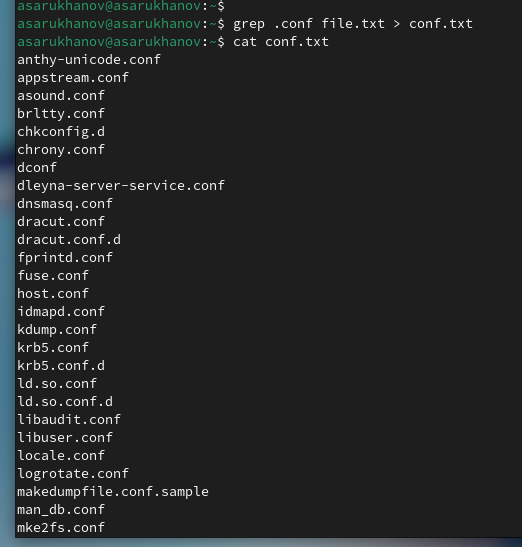 asarukhanov@asarukhanov:~$
asarukhanov@asarukhanov:~$ grep .conf file.txt > conf.txt
asarukhanov@asarukhanov:~$ cat conf.txt
anthy-unicode.conf
appstream.conf
asound.conf
brltty.conf
chkconfig.d
chrony.conf
dconf
dleyna-server-service.conf
dnsmasq.conf
dracut.conf
dracut.conf.d
fprintd.conf
fuse.conf
host.conf
idmapd.conf
kdump.conf
krb5.conf
krb5.conf.d
ld.so.conf
ld.so.conf.d
libaudit.conf
libuser.conf
locale.conf
logrotate.conf
makedumpfile.conf.sample
man_db.conf
mke2fs.conf